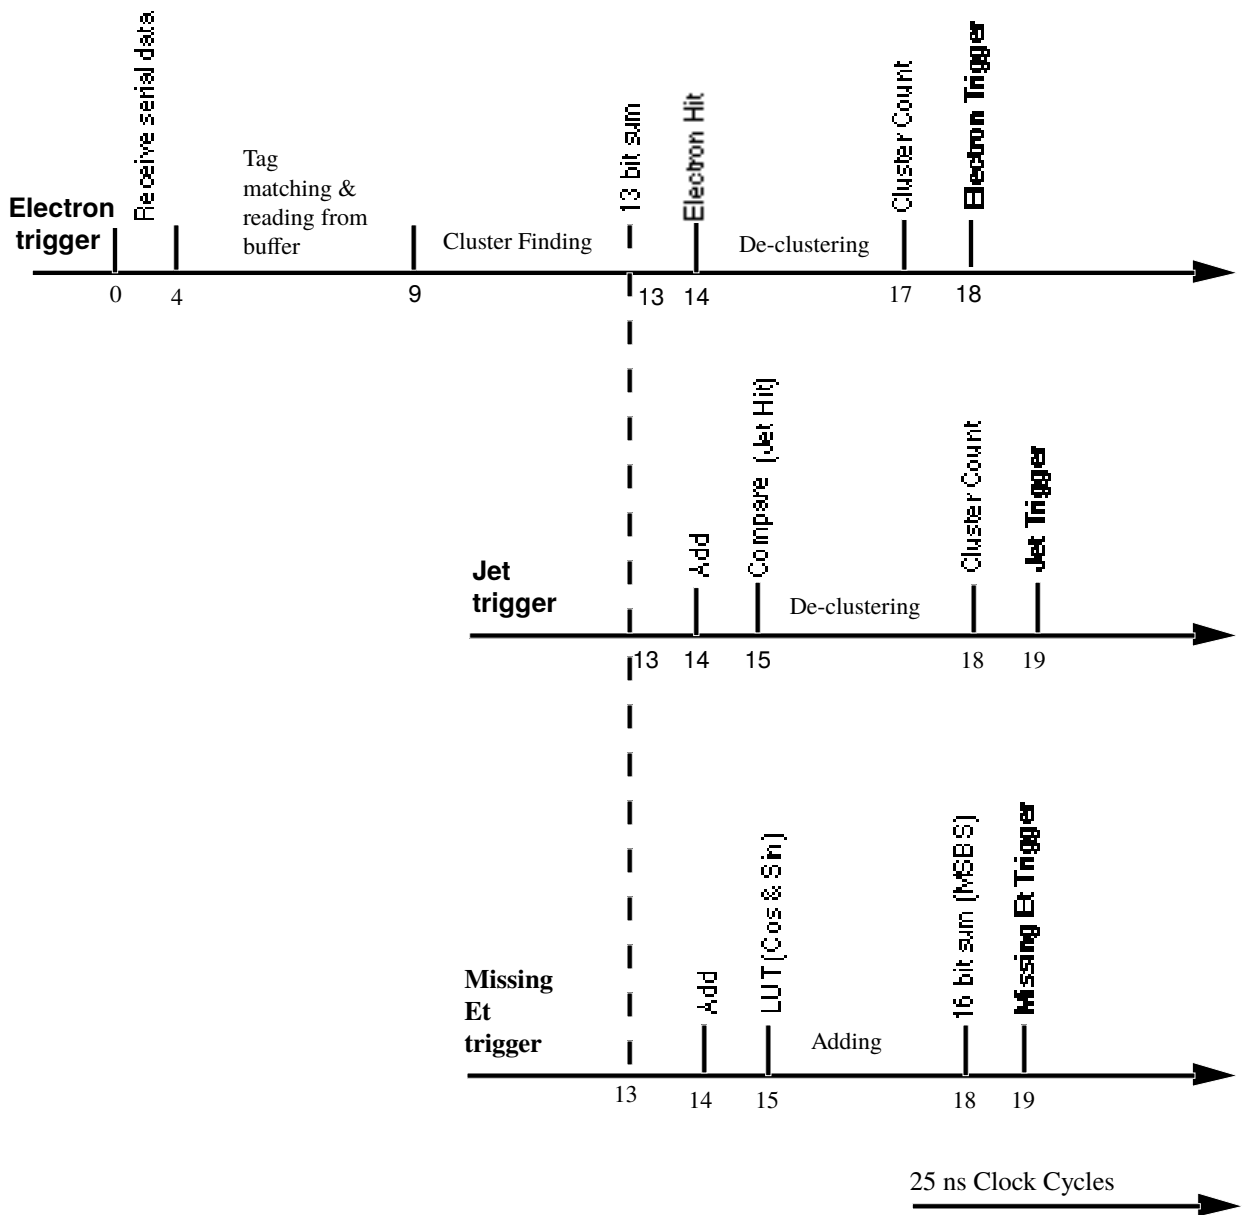 Receive serial data
13 bit sum
Electron Hit
Cluster Count
Electron Trigger
Electron
trigger
Tag
matching &
reading from
buffer
Cluster Finding
De-clustering
0 4 9 13 14 17 18
Add
Compare (Jet Hit)
Cluster Count
Jet Trigger
Jet
trigger
De-clustering
13 14 15 18 19
Add
LUT (Cos & Sin)
16 bit sum (MSBS)
Missing Et Trigger
Missing
Et
trigger
Adding
13 14 15 18 19
25 ns Clock Cycles